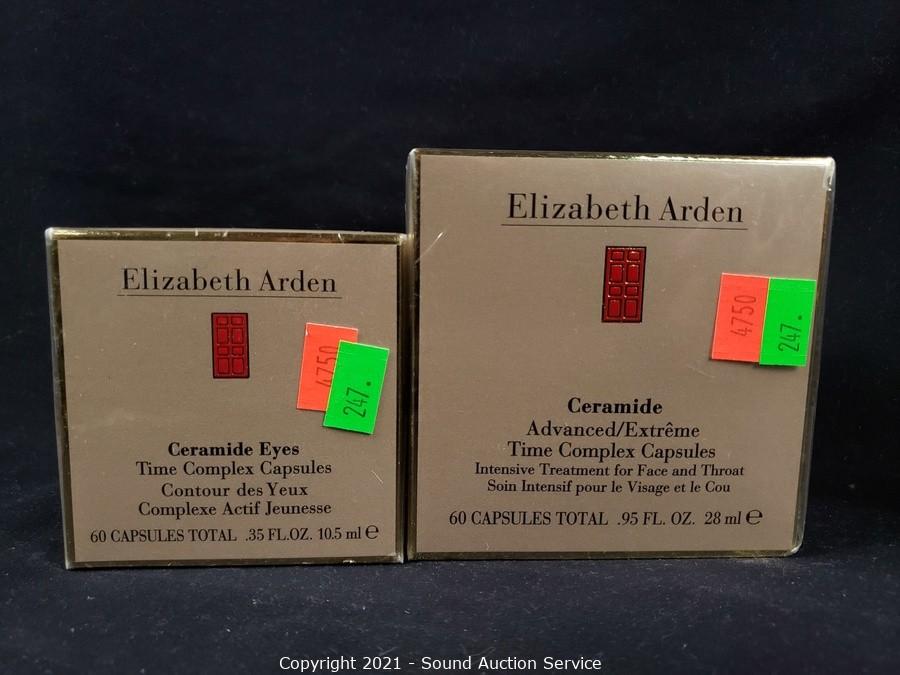 Elizabeth Arden
4750
247.
Ceramide Eyes
Time Complex Capsules
Contour des Yeux
Complexe Actif Jeunesse
60 CAPSULES TOTAL .35 FL.OZ. 10.5 ml ℮
Elizabeth Arden
4750
247.
Ceramide
Advanced/Extrême
Time Complex Capsules
Intensive Treatment for Face and Throat
Soin Intensif pour le Visage et le Cou
60 CAPSULES TOTAL .95 FL. OZ. 28 ml ℮
Copyright 2021 - Sound Auction Service